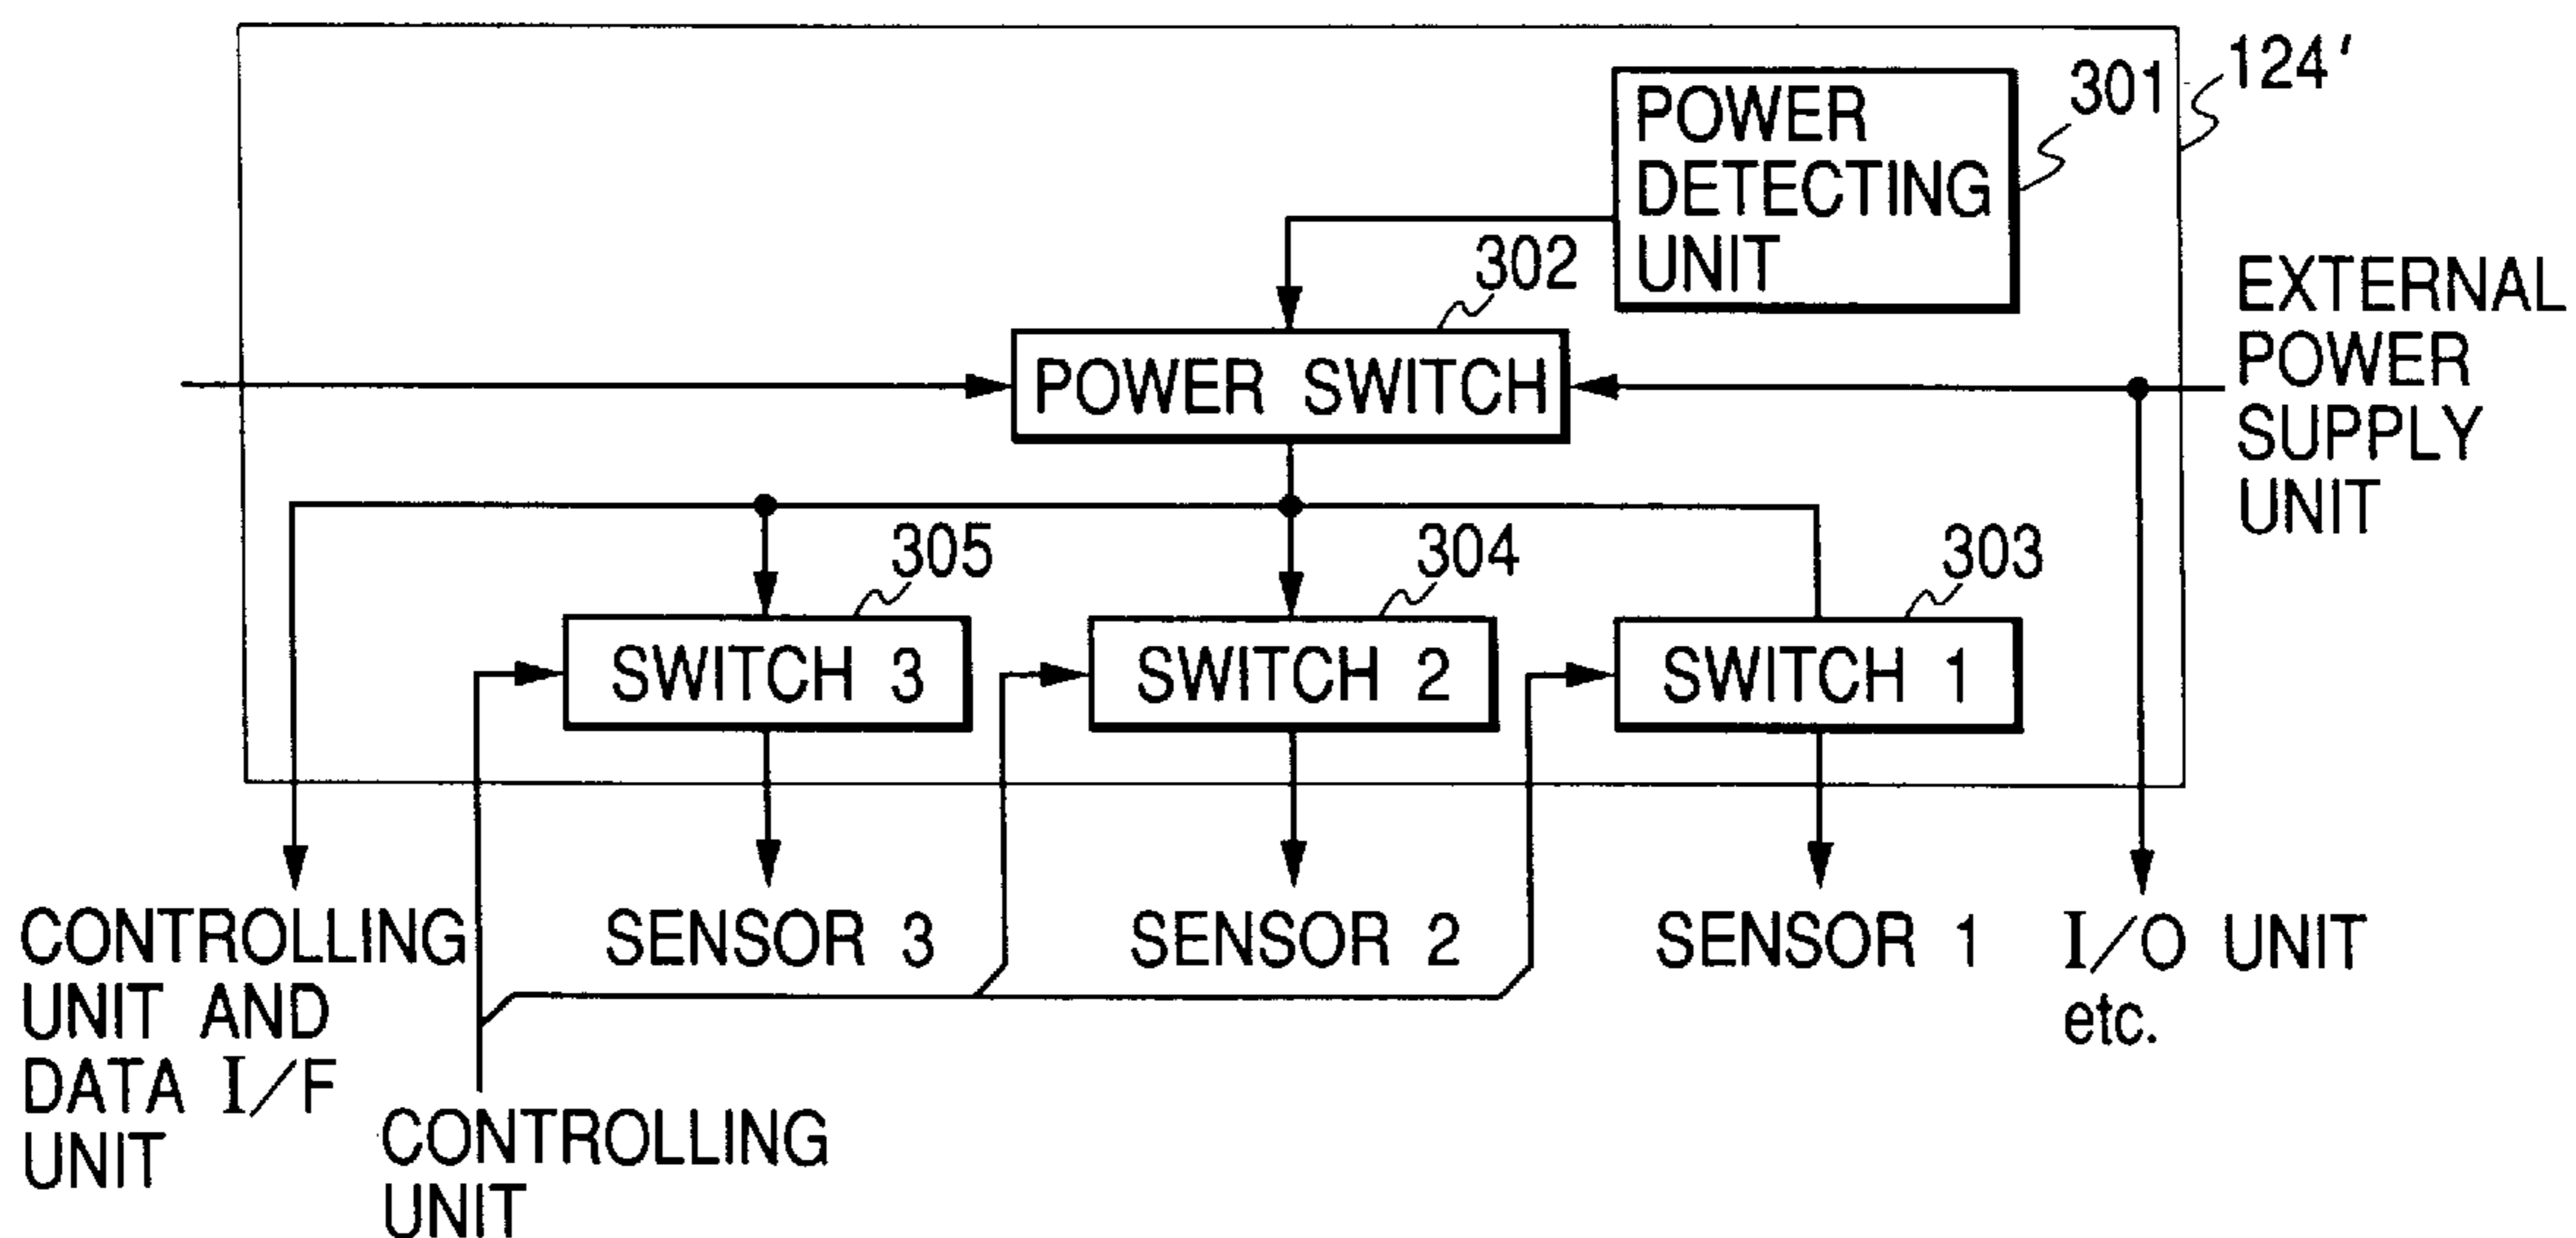 124'
301
POWER
DETECTING
UNIT
302
POWER SWITCH
EXTERNAL
POWER
SUPPLY
UNIT
305
304
303
SWITCH 3
SWITCH 2
SWITCH 1
CONTROLLING
UNIT AND
DATA I/F
UNIT
SENSOR 3
SENSOR 2
SENSOR 1
I/O UNIT
etc.
CONTROLLING
UNIT